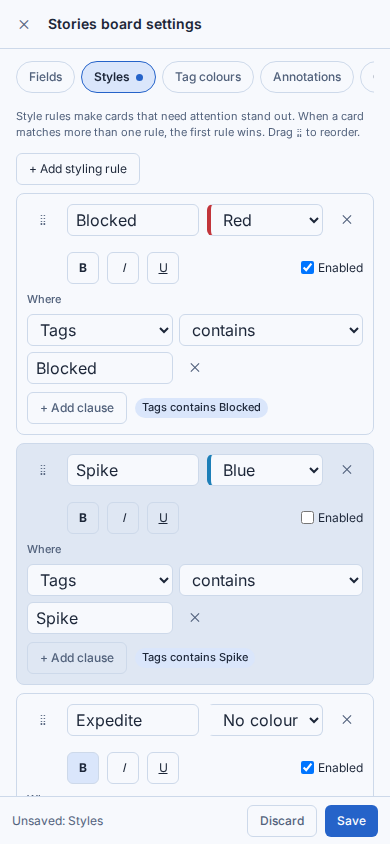 Stories board settings
Fields Styles Tag colours Annotations
Style rules make cards that need attention stand out. When a card
matches more than one rule, the first rule wins. Drag ⣿ to reorder.
+ Add styling rule
Blocked Red
B I U Enabled
Where
Tags contains
Blocked
+ Add clause Tags contains Blocked
Spike Blue
B I U Enabled
Where
Tags contains
Spike
+ Add clause Tags contains Spike
Expedite No colour
B I U Enabled
Unsaved: Styles Discard Save